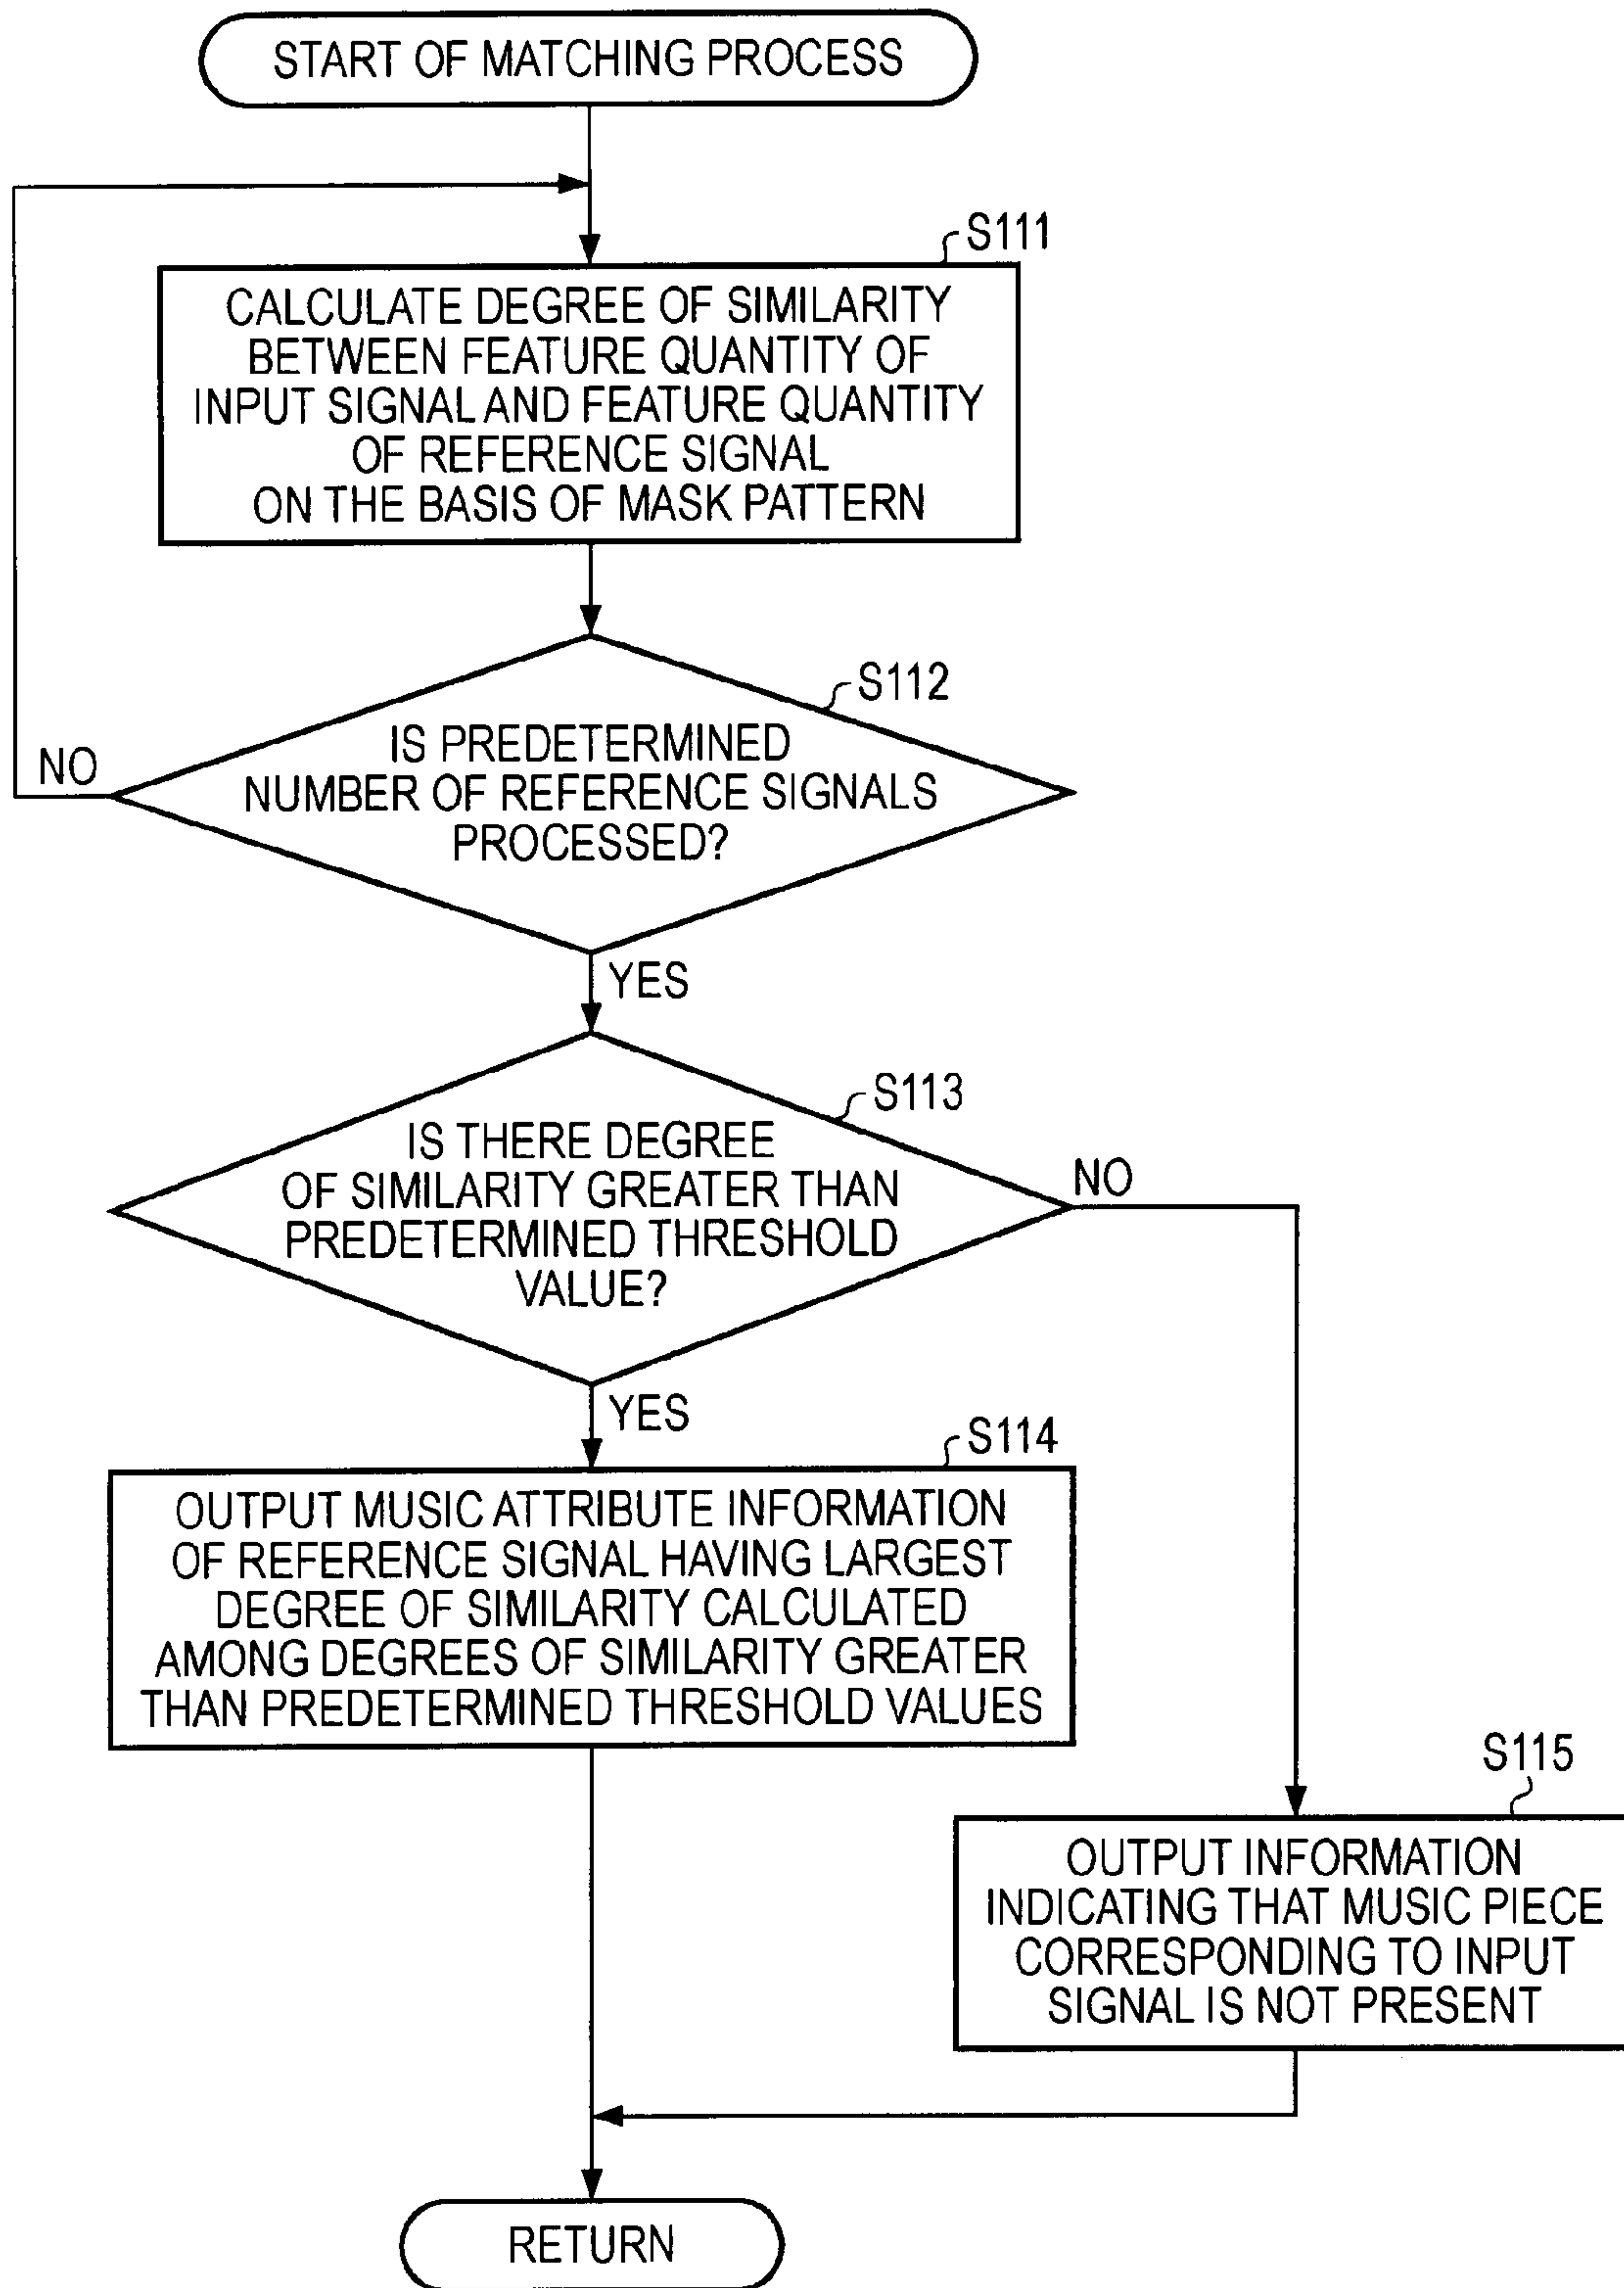 START OF MATCHING PROCESS
S111
CALCULATE DEGREE OF SIMILARITY
BETWEEN FEATURE QUANTITY OF
INPUT SIGNAL AND FEATURE QUANTITY
OF REFERENCE SIGNAL
ON THE BASIS OF MASK PATTERN
S112
IS PREDETERMINED
NUMBER OF REFERENCE SIGNALS
PROCESSED?
NO
YES
S113
IS THERE DEGREE
OF SIMILARITY GREATER THAN
PREDETERMINED THRESHOLD
VALUE?
NO
YES
S114
OUTPUT MUSIC ATTRIBUTE INFORMATION
OF REFERENCE SIGNAL HAVING LARGEST
DEGREE OF SIMILARITY CALCULATED
AMONG DEGREES OF SIMILARITY GREATER
THAN PREDETERMINED THRESHOLD VALUES
S115
OUTPUT INFORMATION
INDICATING THAT MUSIC PIECE
CORRESPONDING TO INPUT
SIGNAL IS NOT PRESENT
RETURN